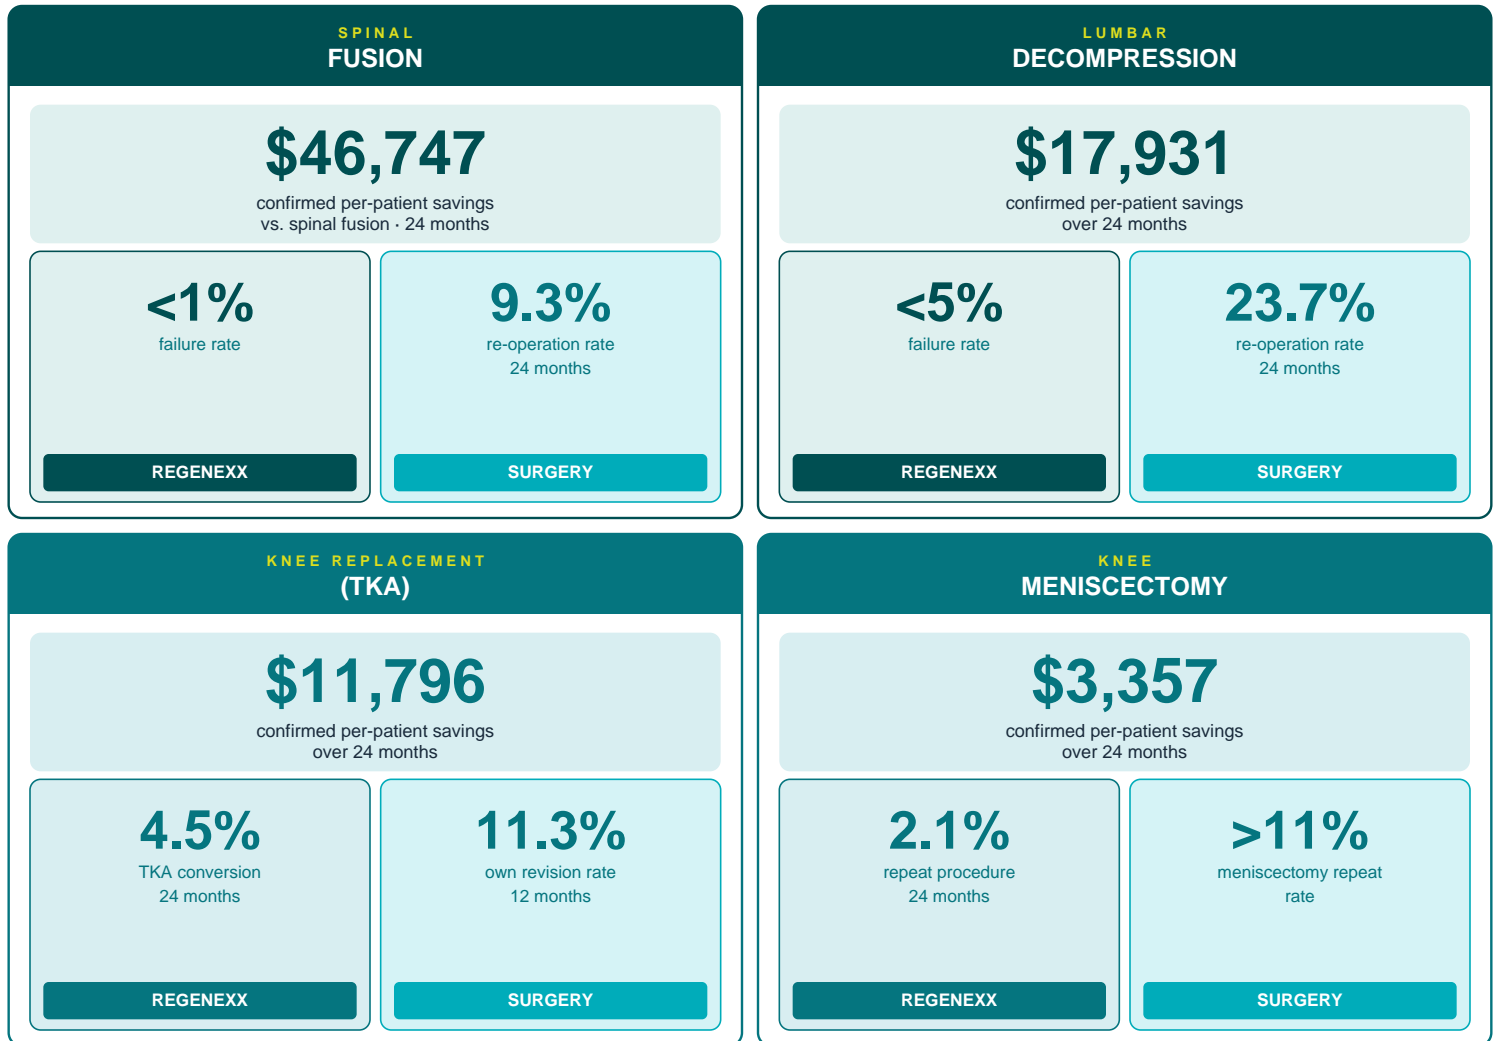 SPINAL
FUSION
$46,747
confirmed per-patient savings
vs. spinal fusion · 24 months
<1%
failure rate
REGENEXX
9.3%
re-operation rate
24 months
SURGERY
LUMBAR
DECOMPRESSION
$17,931
confirmed per-patient savings
over 24 months
<5%
failure rate
REGENEXX
23.7%
re-operation rate
24 months
SURGERY
KNEE REPLACEMENT
(TKA)
$11,796
confirmed per-patient savings
over 24 months
4.5%
TKA conversion
24 months
REGENEXX
11.3%
own revision rate
12 months
SURGERY
KNEE
MENISCECTOMY
$3,357
confirmed per-patient savings
over 24 months
2.1%
repeat procedure
24 months
REGENEXX
>11%
meniscectomy repeat
rate
SURGERY